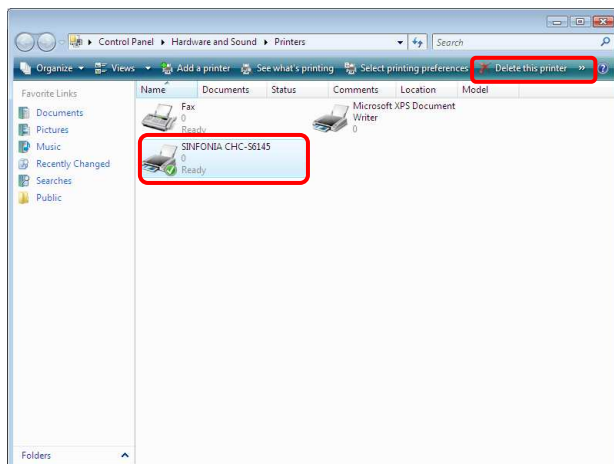 Control Panel ▸ Hardware and Sound ▸ Printers
Search
Organize Views Add a printer See what's printing Select printing preferences Delete this printer »
Favorite Links
Documents
Pictures
Music
Recently Changed
Searches
Public
Folders
Name Documents Status Comments Location Model
Fax
0
Ready
Microsoft XPS Document
Writer
0
SINFONIA CHC-S6145
0
Ready